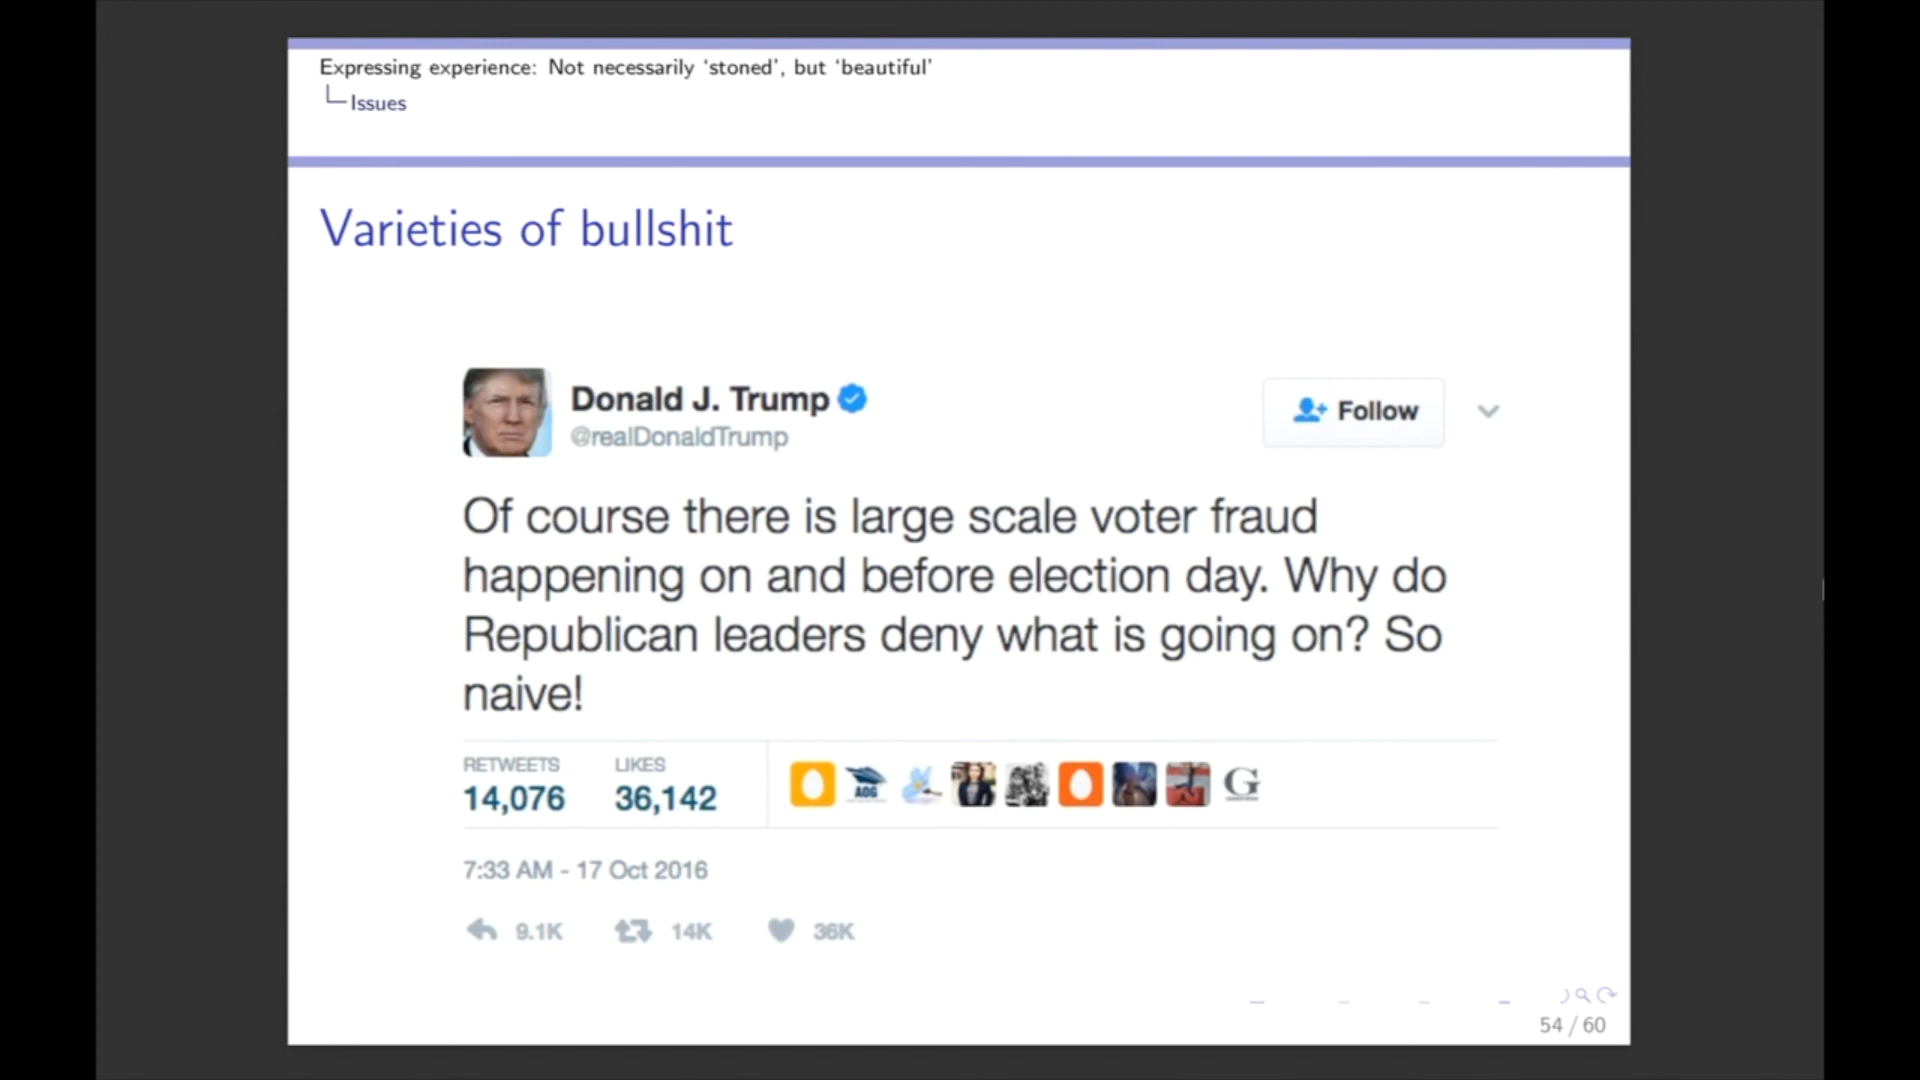 Expressing experience: Not necessarily ‘stoned’, but ‘beautiful’
Issues
Varieties of bullshit
Donald J. Trump
@realDonaldTrump
Follow
Of course there is large scale voter fraud
happening on and before election day. Why do
Republican leaders deny what is going on? So
naive!
RETWEETS LIKES
14,076 36,142
AOG
G
7:33 AM - 17 Oct 2016
9.1K 14K 36K
54 / 60